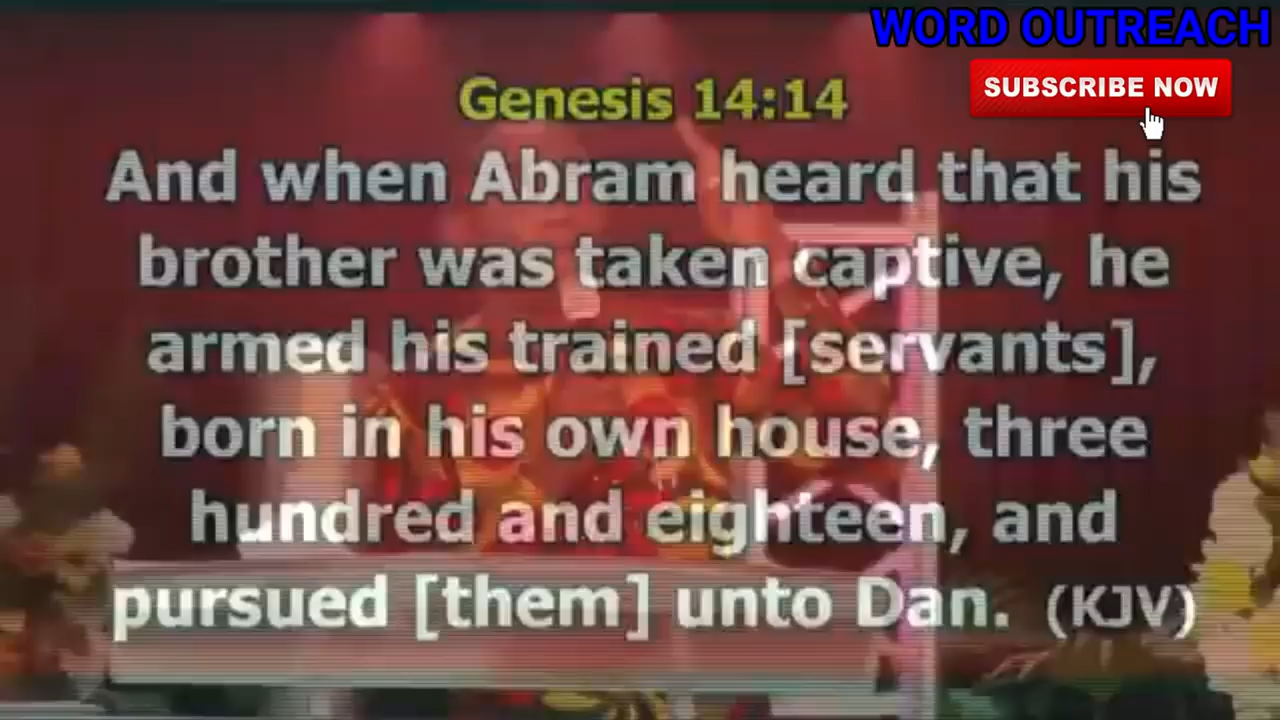 WORD OUTREACH
SUBSCRIBE NOW
Genesis 14:14
And when Abram heard that his
brother was taken captive, he
armed his trained [servants],
born in his own house, three
hundred and eighteen, and
pursued [them] unto Dan. (KJV)